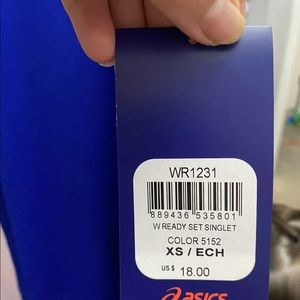 WR1231
889436 535801
W READY SET SINGLET
COLOR 5152
XS / ECH
US $ 18.00
asics